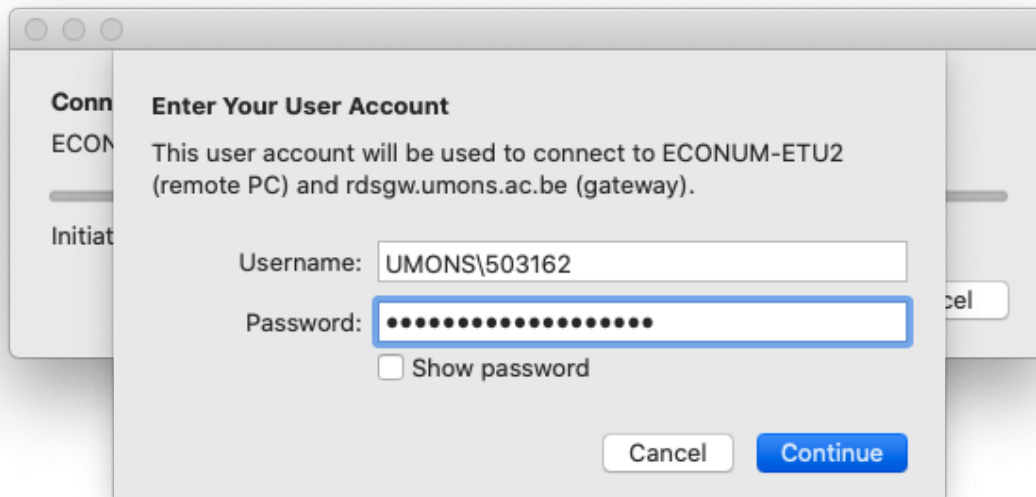 Conn
ECON
Initiat
Enter Your User Account
This user account will be used to connect to ECONUM-ETU2
(remote PC) and rdsgw.umons.ac.be (gateway).
Username: UMONS\503162
Password: •••••••••••••••••••
Show password
cel
Cancel Continue